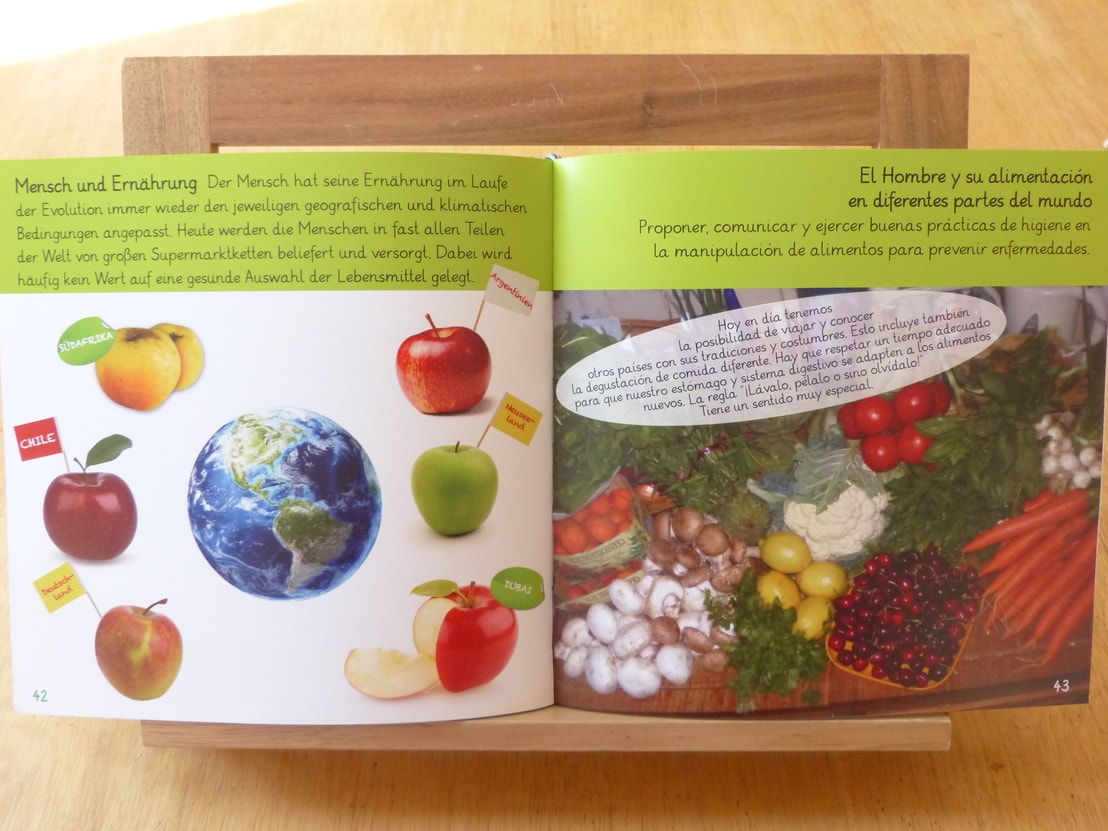 Mensch und Ernährung Der Mensch hat seine Ernährung im Laufe
der Evolution immer wieder den jeweiligen geografischen und klimatischen
Bedingungen angepasst. Heute werden die Menschen in fast allen Teilen
der Welt von großen Supermarktketten beliefert und versorgt. Dabei wird
häufig kein Wert auf eine gesunde Auswahl der Lebensmittel gelegt.
SÜDAFRIKA
Argentinien
CHILE
Neusee-
land
Deutsch-
land
DUBAI
42
El Hombre y su alimentación
en diferentes partes del mundo
Proponer, comunicar y ejercer buenas prácticas de higiene en
la manipulación de alimentos para prevenir enfermedades.
Hoy en día tenemos
la posibilidad de viajar y conocer
otros países con sus tradiciones y costumbres. Esto incluye también
la degustación de comida diferente. Hay que respetar un tiempo adecuado
para que nuestro estómago y sistema digestivo se adapten a los alimentos
nuevos. La regla "¡Lávalo, pélalo o sino olvídalo!"
Tiene un sentido muy especial.
43